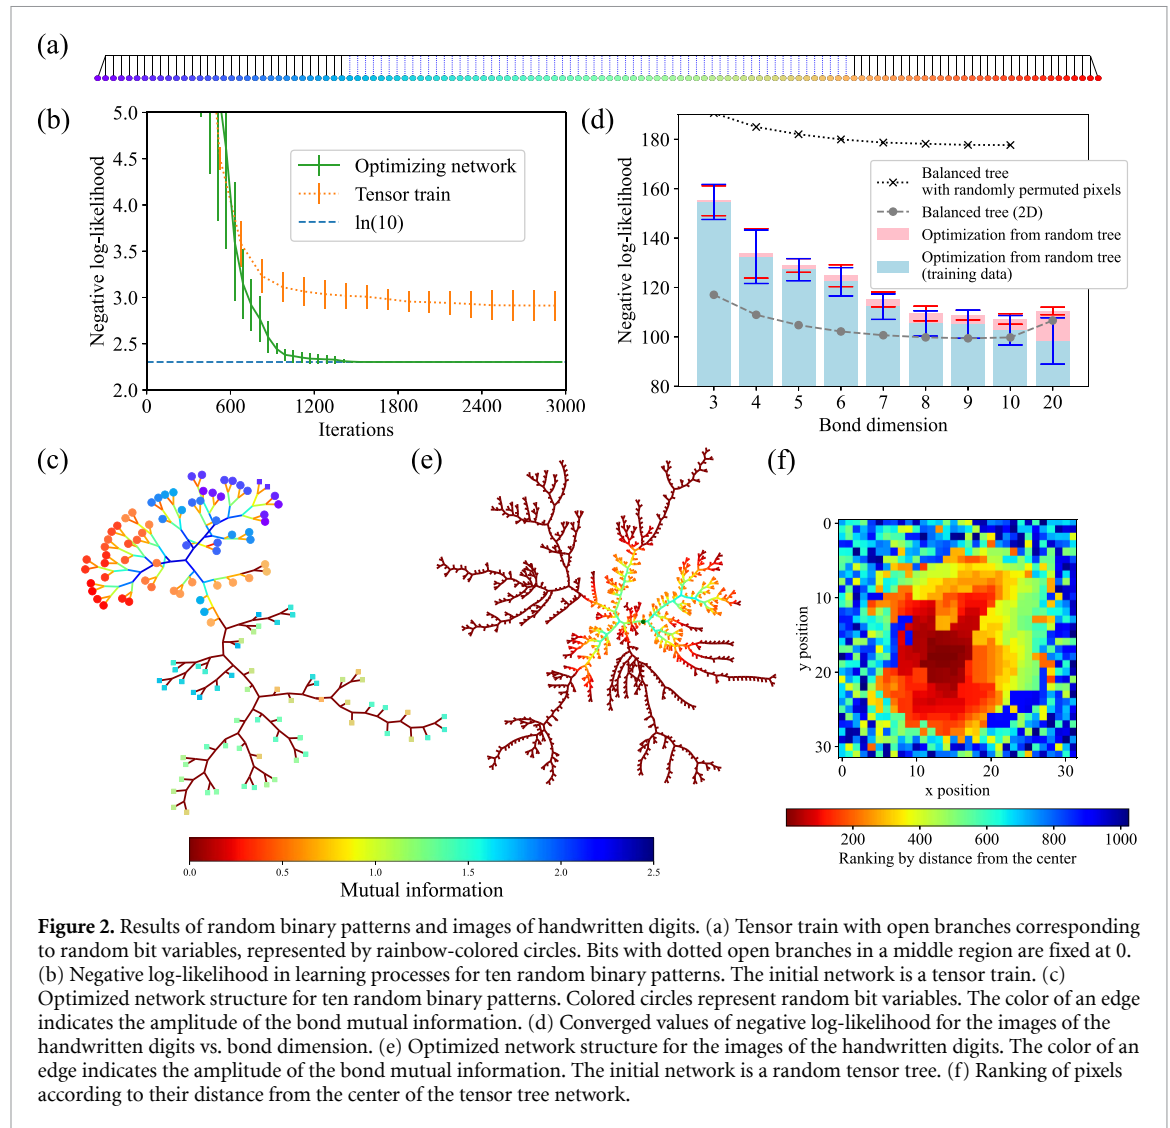 (a)
(b)
5.0
4.5
4.0
3.5
3.0
2.5
2.0
Negative log-likelihood
Optimizing network
Tensor train
ln(10)
0
600
1200
1800
2400
3000
Iterations
(d)
180
160
140
120
100
80
Negative log-likelihood
Balanced tree
with randomly permuted pixels
Balanced tree (2D)
Optimization from random tree
Optimization from random tree
(training data)
3
4
5
6
7
8
9
10
20
Bond dimension
(c)
(e)
0.0
0.5
1.0
1.5
2.0
2.5
Mutual information
(f)
0
10
20
30
y position
0
10
20
30
x position
200
400
600
800
1000
Ranking by distance from the center
Figure 2. Results of random binary patterns and images of handwritten digits. (a) Tensor train with open branches corresponding
to random bit variables, represented by rainbow-colored circles. Bits with dotted open branches in a middle region are fixed at 0.
(b) Negative log-likelihood in learning processes for ten random binary patterns. The initial network is a tensor train. (c)
Optimized network structure for ten random binary patterns. Colored circles represent random bit variables. The color of an edge
indicates the amplitude of the bond mutual information. (d) Converged values of negative log-likelihood for the images of the
handwritten digits vs. bond dimension. (e) Optimized network structure for the images of the handwritten digits. The color of an
edge indicates the amplitude of the bond mutual information. The initial network is a random tensor tree. (f) Ranking of pixels
according to their distance from the center of the tensor tree network.